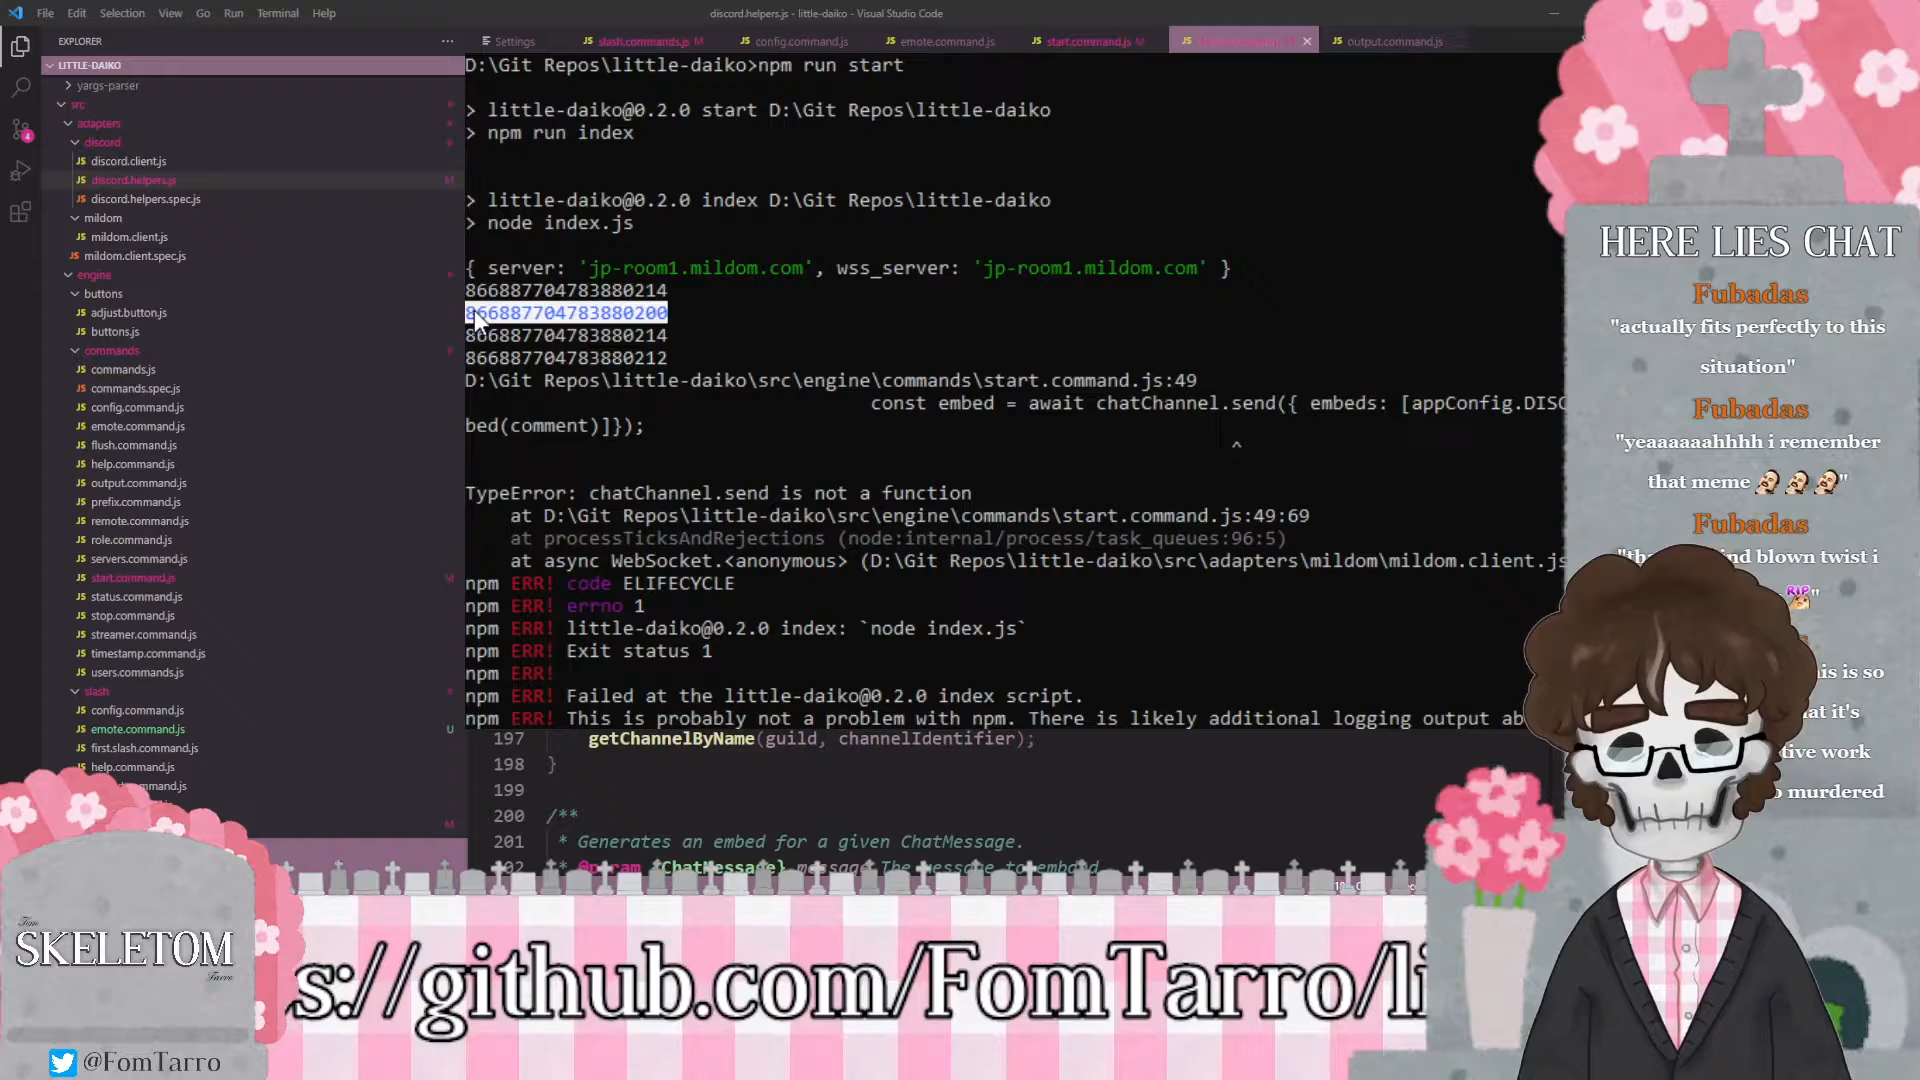 File Edit Selection View Go Run Terminal Help
discord.helpers.js - little-daiko - Visual Studio Code
EXPLORER
LITTLE-DAIKO
yargs-parser
src
adapters
discord
discord.client.js
discord.helpers.js M
discord.helpers.spec.js
mildom
mildom.client.js
mildom.client.spec.js
engine
buttons
adjust.button.js
buttons.js
commands
commands.js
commands.spec.js
config.command.js
emote.command.js
flush.command.js
help.command.js
output.command.js
prefix.command.js
remote.command.js
role.command.js
servers.command.js
start.command.js M
status.command.js
stop.command.js
streamer.command.js
timestamp.command.js
users.command.js
slash
config.command.js
emote.command.js U
first.slash.command.js
help.command.js
Settings
slash.commands.js M
config.command.js
emote.command.js
start.command.js M
output.command.js
D:\Git Repos\little-daiko>npm run start
> little-daiko@0.2.0 start D:\Git Repos\little-daiko
> npm run index
> little-daiko@0.2.0 index D:\Git Repos\little-daiko
> node index.js
{ server: 'jp-room1.mildom.com', wss_server: 'jp-room1.mildom.com' }
866887704783880214
866887704783880200
866887704783880214
866887704783880212
D:\Git Repos\little-daiko\src\engine\commands\start.command.js:49
const embed = await chatChannel.send({ embeds: [appConfig.DISC
bed(comment)]});
^
TypeError: chatChannel.send is not a function
at D:\Git Repos\little-daiko\src\engine\commands\start.command.js:49:69
at processTicksAndRejections (node:internal/process/task_queues:96:5)
at async WebSocket.<anonymous> (D:\Git Repos\little-daiko\src\adapters\mildom\mildom.client.js
npm ERR! code ELIFECYCLE
npm ERR! errno 1
npm ERR! little-daiko@0.2.0 index: `node index.js`
npm ERR! Exit status 1
npm ERR!
npm ERR! Failed at the little-daiko@0.2.0 index script.
npm ERR! This is probably not a problem with npm. There is likely additional logging output ab
197 getChannelByName(guild, channelIdentifier);
198 }
199
200 /**
201 * Generates an embed for a given ChatMessage.
HERE LIES CHAT
Fubadas
"actually fits perfectly to this
situation"
Fubadas
"yeaaaaaahhhh i remember
that meme "
Fubadas
blown twist i
RIP "
is so
it's
work
murdered
Tom
SKELETOM
Tarro
@FomTarro
s://github.com/FomTarro/li